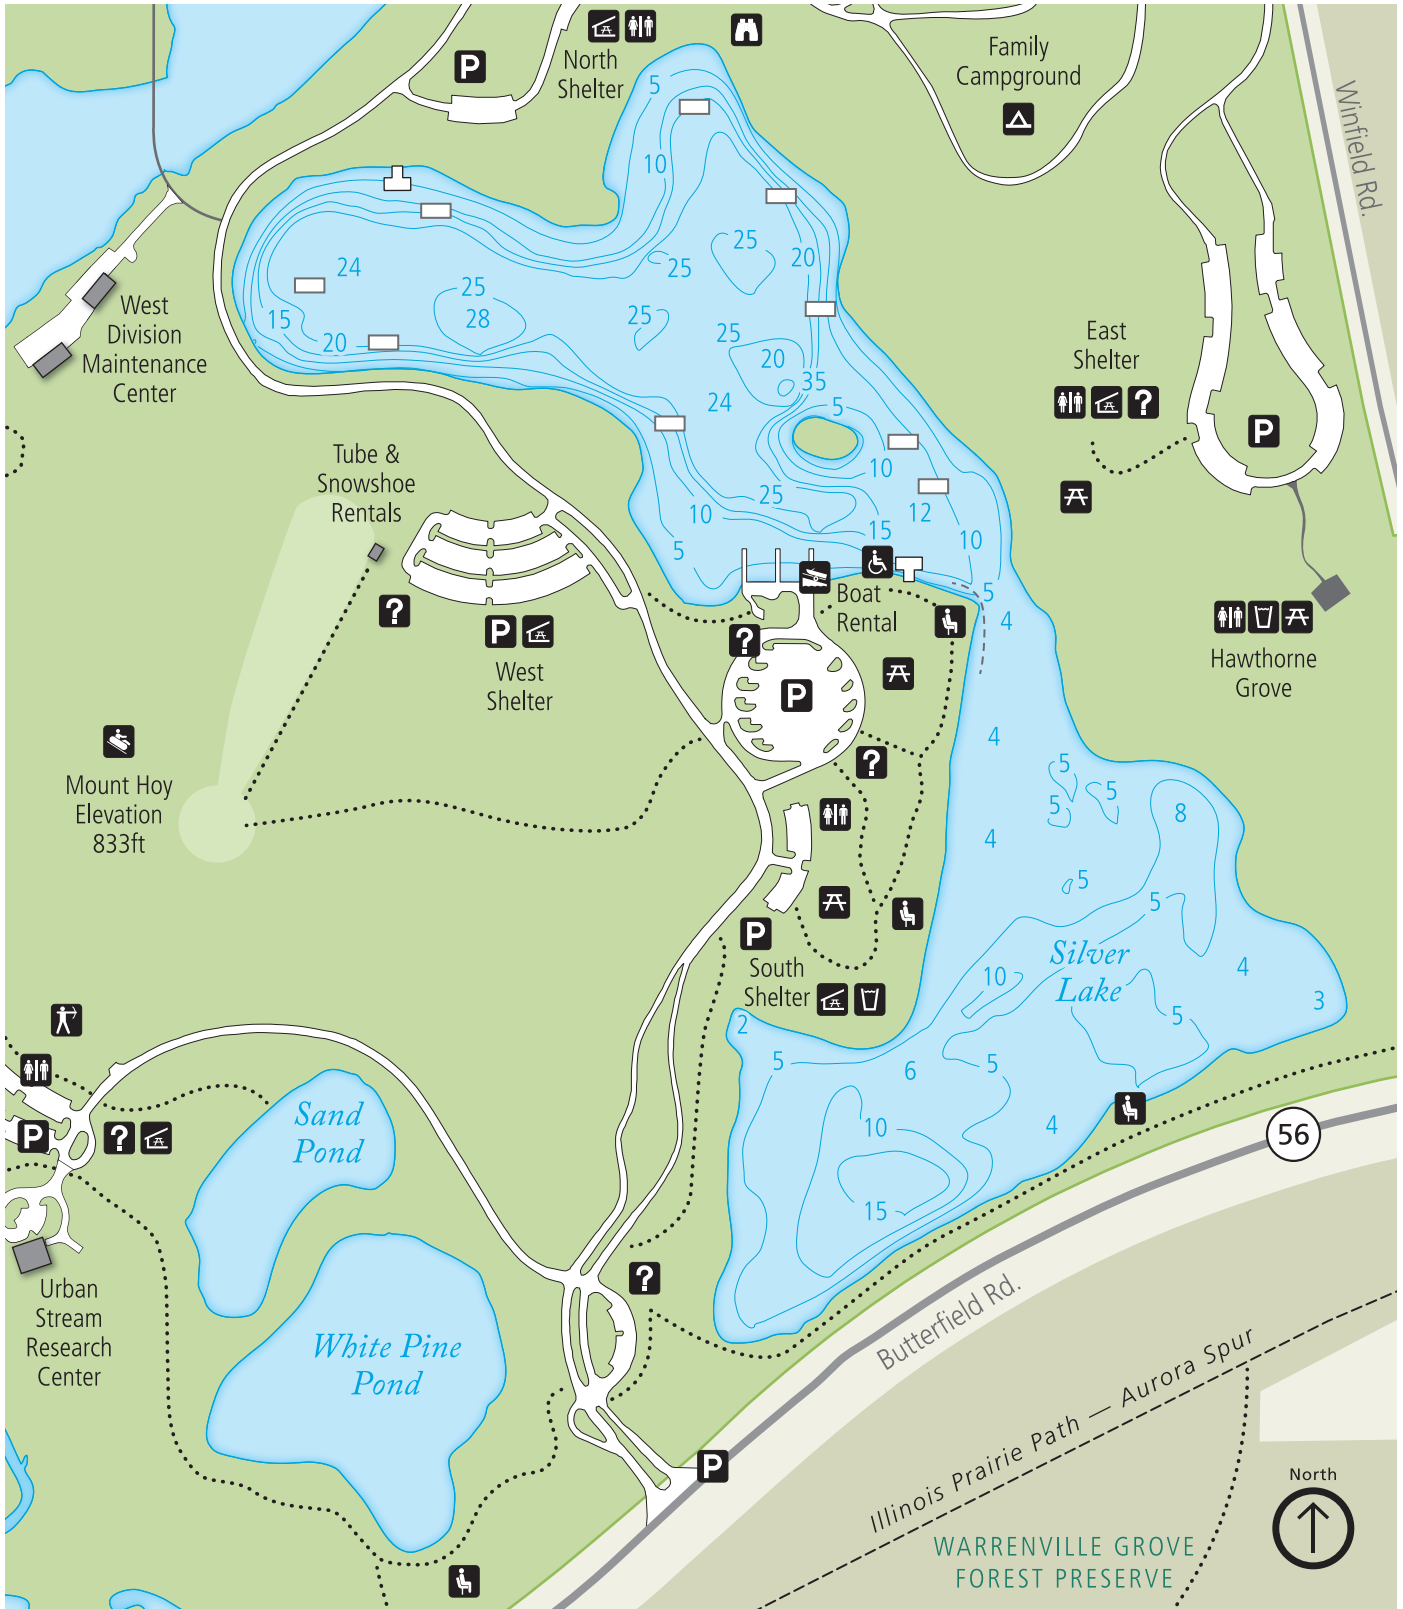 P
North
Shelter
Family
Campground
Winfield Rd.
5
10
25
25
20
24
25
28
15
20
25
25
20
35
24
5
10
25
12
15
10
10
5
5
4
West
Division
Maintenance
Center
East
Shelter
?
P
Tube &
Snowshoe
Rentals
?
P
West
Shelter
Boat
Rental
?
P
Hawthorne
Grove
Mount Hoy
Elevation
833ft
?
4
5
5
5
8
4
5
5
P
South
Shelter
Silver
Lake
10
4
3
2
5
6
5
5
4
10
15
P
?
Sand
Pond
56
Urban
Stream
Research
Center
?
White Pine
Pond
Butterfield Rd.
P
Illinois Prairie Path — Aurora Spur
North
WARRENVILLE GROVE
FOREST PRESERVE